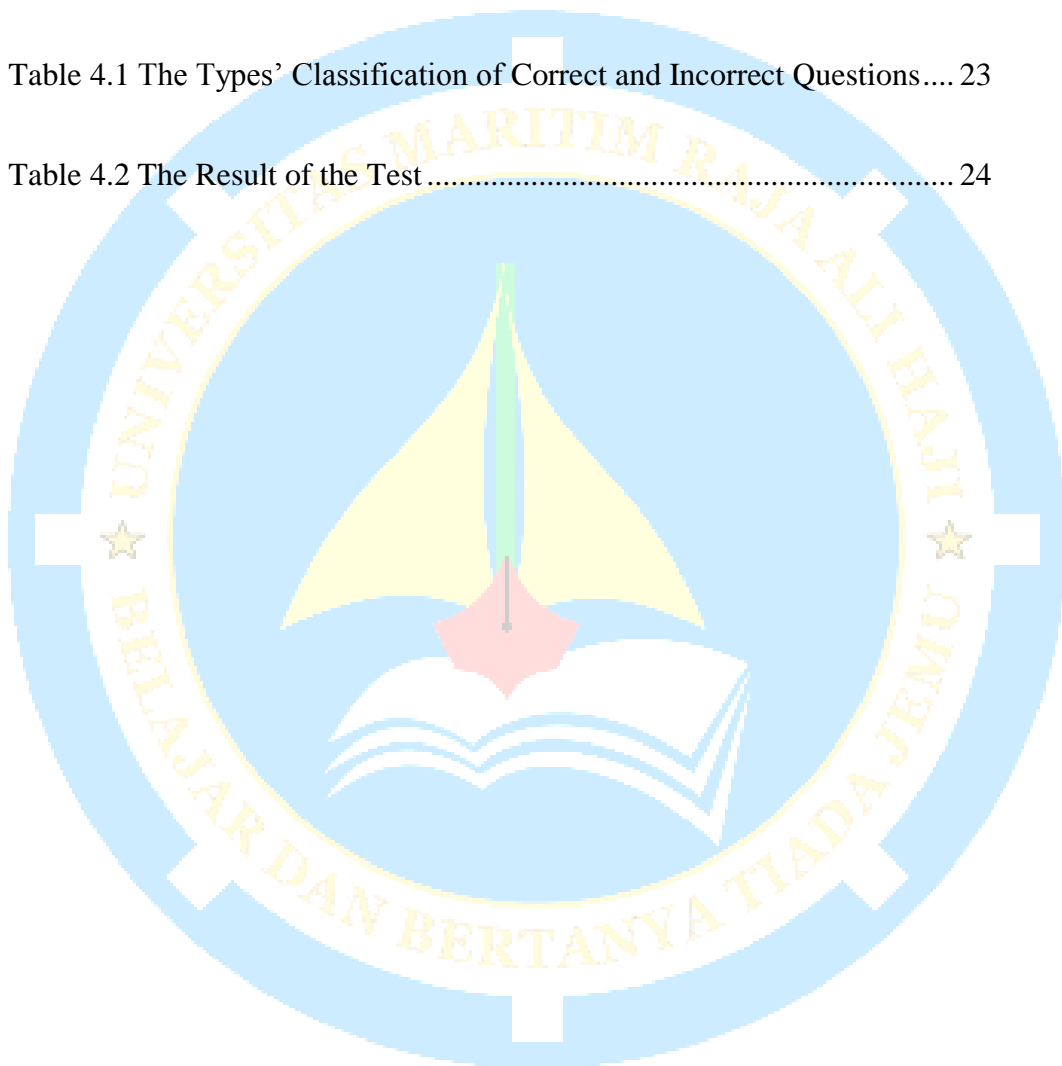 Table 4.1 The Types’ Classification of Correct and Incorrect Questions.... 23
Table 4.2 The Result of the Test ................................................................... 24
UNIVERSITAS MARITIM RAJA ALI HAJI
BELAJAR DAN BERTANYA TIADA JEMU